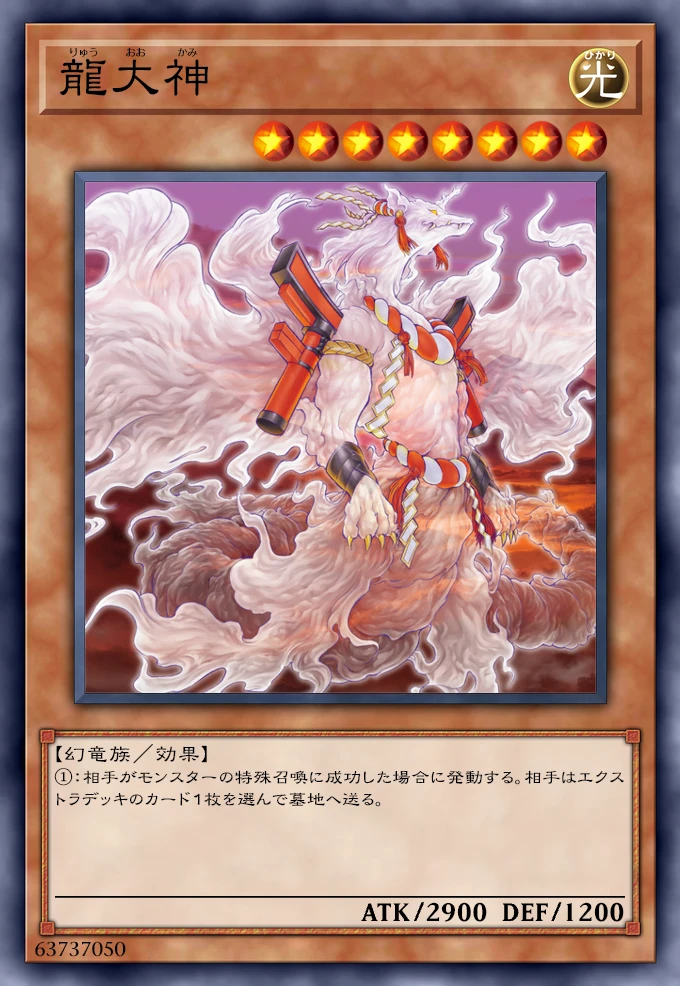 りゅう おお かみ
龍大神
ひかり
光
【幻竜族／効果】
①:相手がモンスターの特殊召喚に成功した場合に発動する。相手はエクス
トラデッキのカード1枚を選んで墓地へ送る。
ATK/2900 DEF/1200
63737050